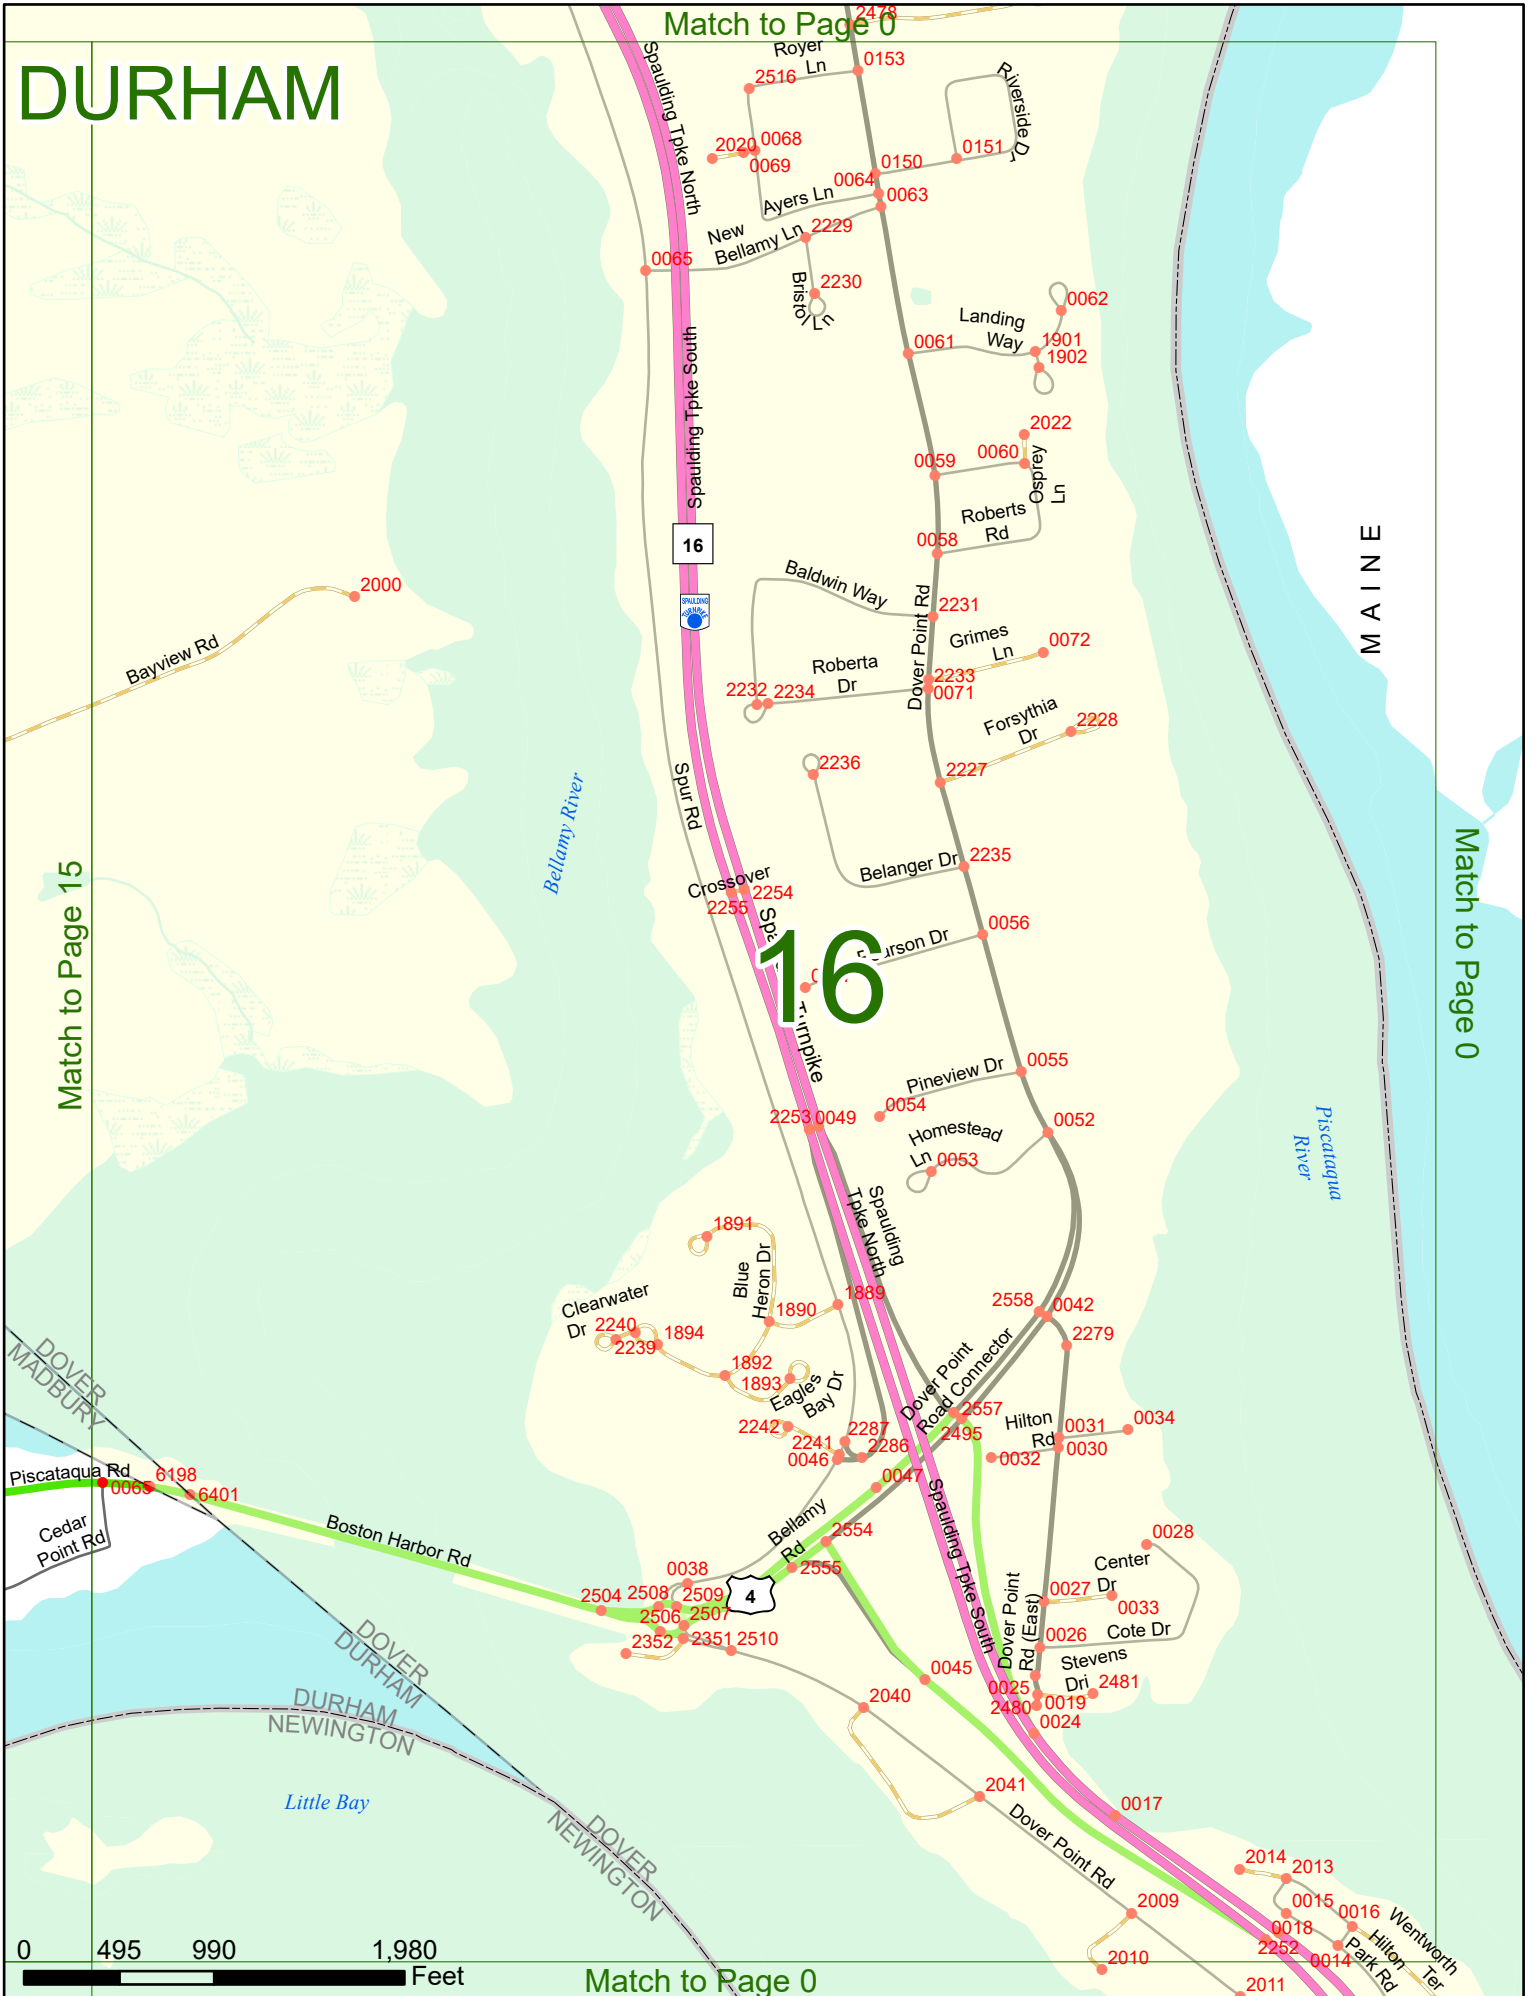 Match to Page 0
DURHAM
2478
Royer
Ln
0153
2516
Riverside Dr
Spaulding Tpke North
2020
0068
0069
0151
0150
0064
0063
Ayers Ln
New
Bellamy Ln
2229
0065
2230
Bristol Ln
0062
Landing
Way
0061
1901
1902
Spaulding Tpke South
2022
0059
0060
Osprey
Ln
Roberts
Rd
0058
16
MAINE
2000
Baldwin Way
SPAULDING
TURNPIKE
2231
Dover Point Rd
Grimes
Ln
0072
Bayview Rd
Roberta
Dr
2233
0071
2232
2234
Forsythia
Dr
2228
2236
2227
Spur Rd
Bellamy River
Match to Page 15
Match to Page 0
Belanger Dr
2235
Crossover
2254
2255
0056
16
Turnpike
0055
Pineview Dr
0054
2253
0049
0052
Homestead
Ln
0053
Piscataqua
River
Spaulding
Tpke North
1891
Blue
Heron Dr
Clearwater
Dr
1889
1890
2240
2239
1894
2558
0042
2279
1892
1893
Eagles
Bay Dr
Dover Point
Road Connector
2557
2495
Hilton
Rd
0031
0034
0030
0032
2242
2241
2287
2286
0046
0047
DOVER
MADBURY
Piscataqua Rd
0065
6198
6401
Cedar
Point Rd
Boston Harbor Rd
Bellamy
Rd
2554
2555
Spaulding Tpke South
0028
Center
Dr
0027
0033
0038
2504
2508
2509
4
2506
2507
2352
2351
2510
Dover Point
Rd (East)
0026
Cote Dr
Stevens
Dri
2481
0025
0019
2480
0024
0045
2040
DOVER
DURHAM
DURHAM
NEWINGTON
2041
0017
Little Bay
Dover Point Rd
DOVER
NEWINGTON
2014
2013
0015
0016
2009
0018
2252
0014
Wentworth
Ter
Hilton
Park Rd
2010
2011
0 495 990 1,980
Feet
Match to Page 0